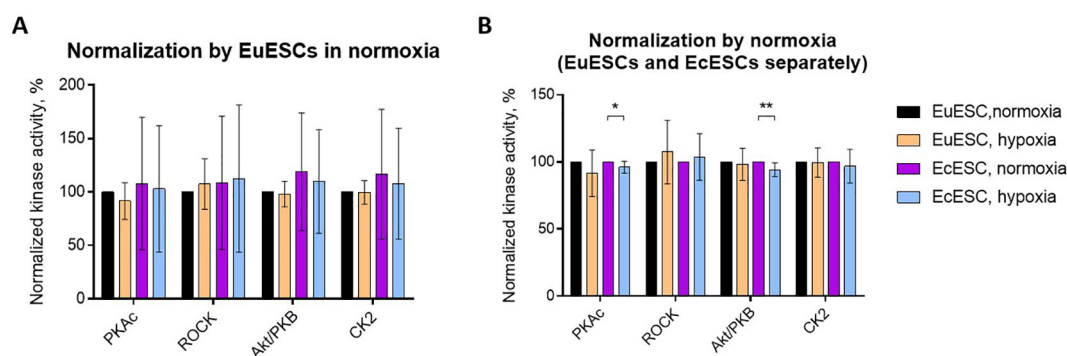 A
Normalization by EuESCs in normoxia
Normalized kinase activity, %
200
150
100
50
0
PKAc
ROCK
Akt/PKB
CK2
B
Normalization by normoxia
(EuESCs and EcESCs separately)
Normalized kinase activity, %
150
100
50
0
*
**
PKAc
ROCK
Akt/PKB
CK2
EuESC,normoxia
EuESC, hypoxia
EcESC, normoxia
EcESC, hypoxia